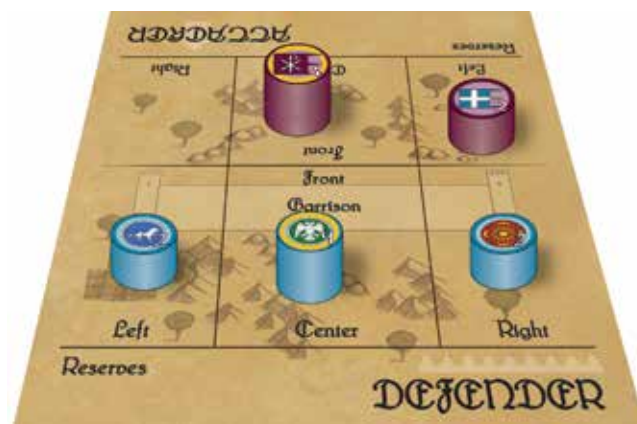 ATTACKER
Reserves
Right
Left
Front
Front
Garrison
Left
Center
Right
Reserves
DEFENDER